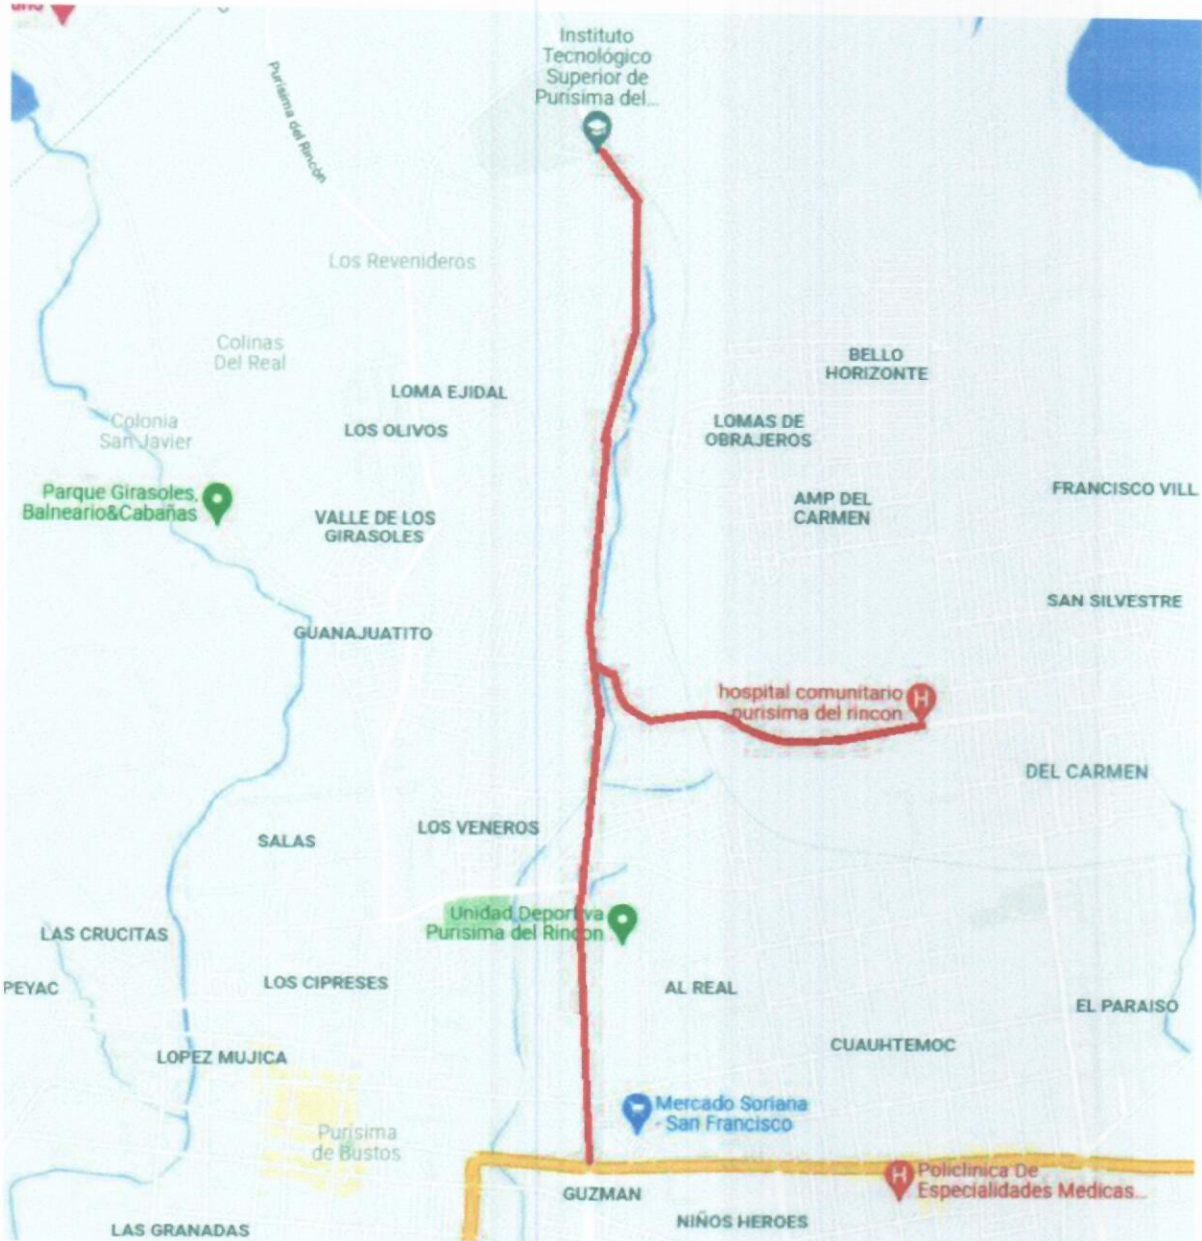 Instituto
Tecnológico
Superior de
Purisima del...
Purísima del Rincón
Los Revenideros
Colinas
Del Real
BELLO
HORIZONTE
LOMA EJIDAL
Colonia
San Javier
LOS OLIVOS
LOMAS DE
OBRAJEROS
Parque Girasoles,
Balneario&Cabañas
VALLE DE LOS
GIRASOLES
AMP DEL
CARMEN
FRANCISCO VILL
SAN SILVESTRE
GUANAJUATITO
hospital comunitario
purisima del rincon
DEL CARMEN
SALAS
LOS VENEROS
Unidad Deportiva
Purisima del Rincon
LAS CRUCITAS
PEYAC
LOS CIPRESES
AL REAL
EL PARAISO
CUAUHTEMOC
LOPEZ MUJICA
Mercado Soriana
- San Francisco
Purísima
de Bustos
Policlinica De
Especialidades Medicas...
GUZMAN
NIÑOS HEROES
LAS GRANADAS